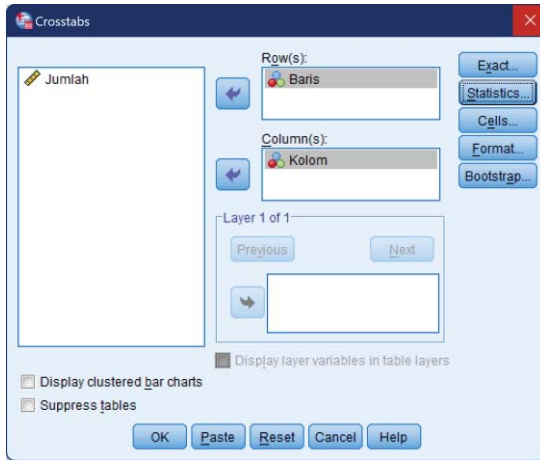 Crosstabs
Jumlah
Row(s):
Baris
Column(s):
Kolom
Exact...
Statistics...
Cells...
Format...
Bootstrap...
Layer 1 of 1
Previous
Next
Display layer variables in table layers
Display clustered bar charts
Suppress tables
OK
Paste
Reset
Cancel
Help